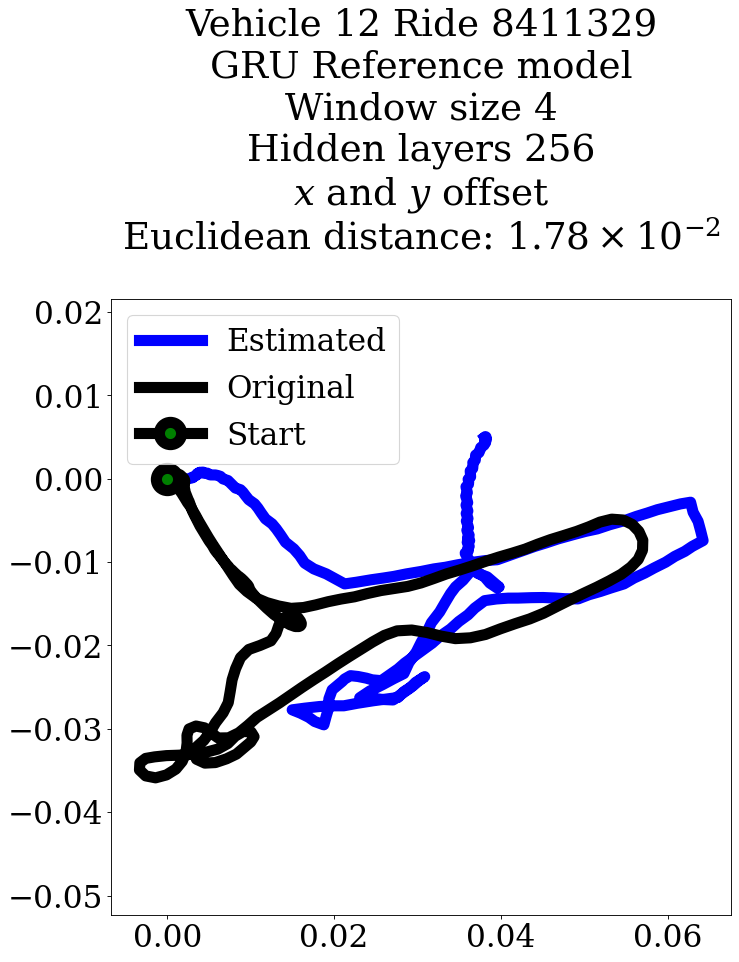 Vehicle 12 Ride 8411329
GRU Reference model
Window size 4
Hidden layers 256
x and y offset
Euclidean distance: 1.78 × 10⁻²
Estimated
Original
Start
0.02
0.01
0.00
−0.01
−0.02
−0.03
−0.04
−0.05
0.00 0.02 0.04 0.06